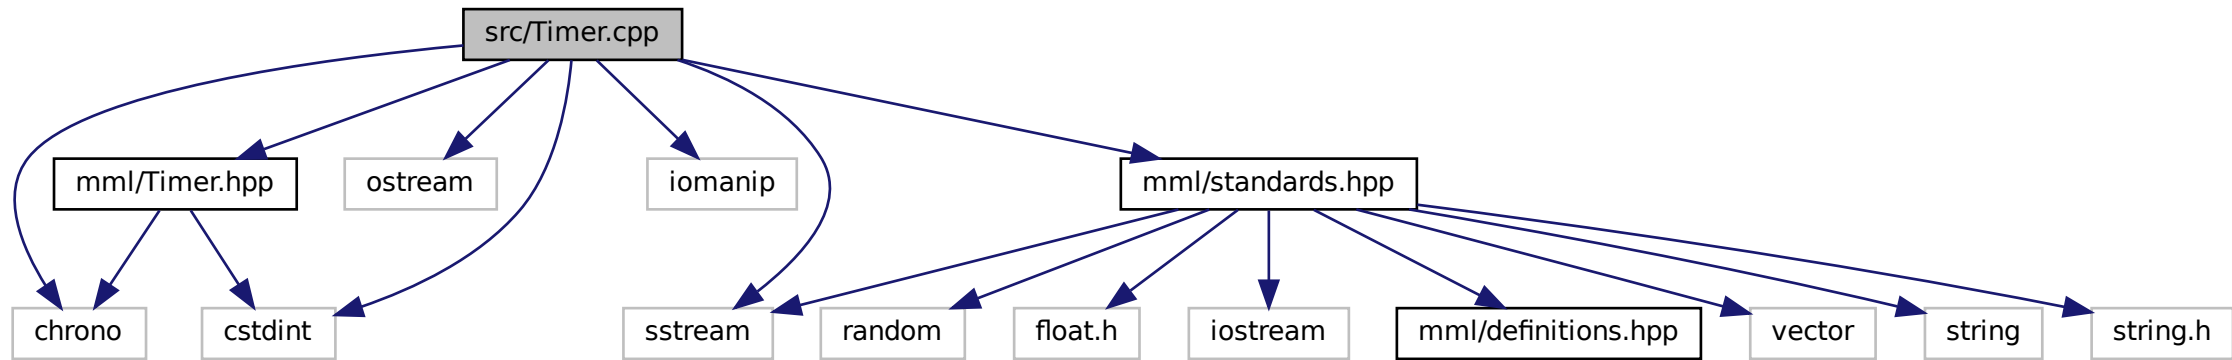 src/Timer.cpp
mml/Timer.hpp
ostream
iomanip
mml/standards.hpp
chrono
cstdint
sstream
random
float.h
iostream
mml/definitions.hpp
vector
string
string.h